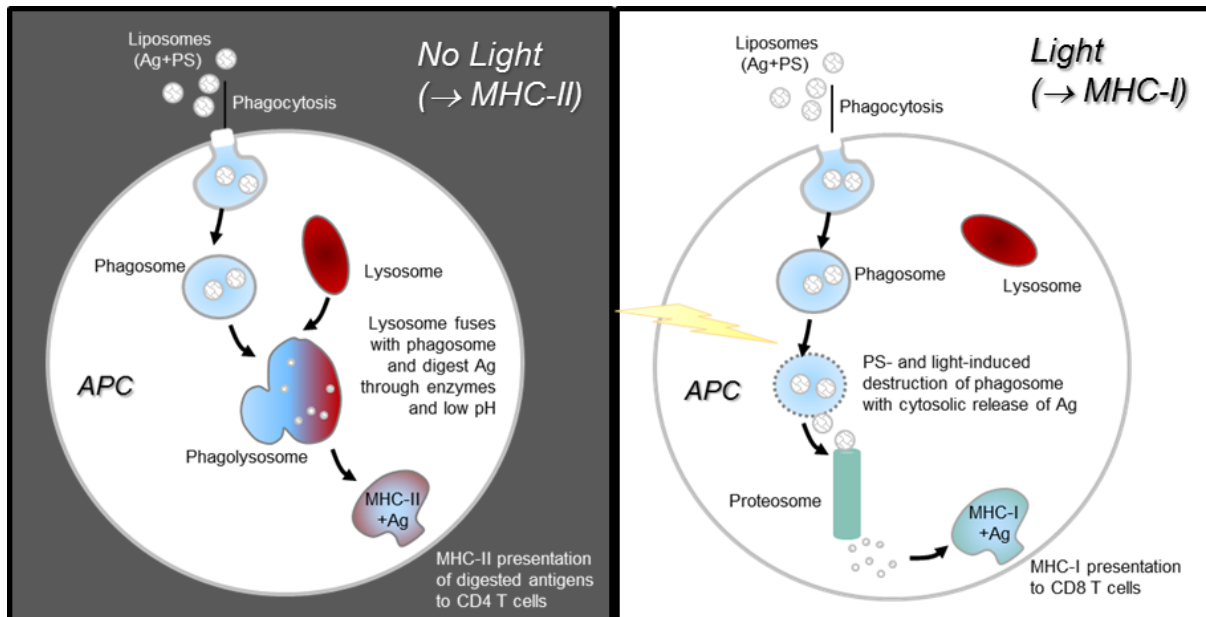 Liposomes
(Ag+PS)
No Light
(→ MHC-II)
Phagocytosis
Phagosome
Lysosome
Lysosome fuses
with phagosome
and digest Ag
through enzymes
and low pH
APC
Phagolysosome
MHC-II
+Ag
MHC-II presentation
of digested antigens
to CD4 T cells
Liposomes
(Ag+PS)
Light
(→ MHC-I)
Phagocytosis
Phagosome
Lysosome
PS- and light-induced
destruction of phagosome
with cytosolic release of Ag
APC
Proteosome
MHC-I
+Ag
MHC-I presentation
to CD8 T cells